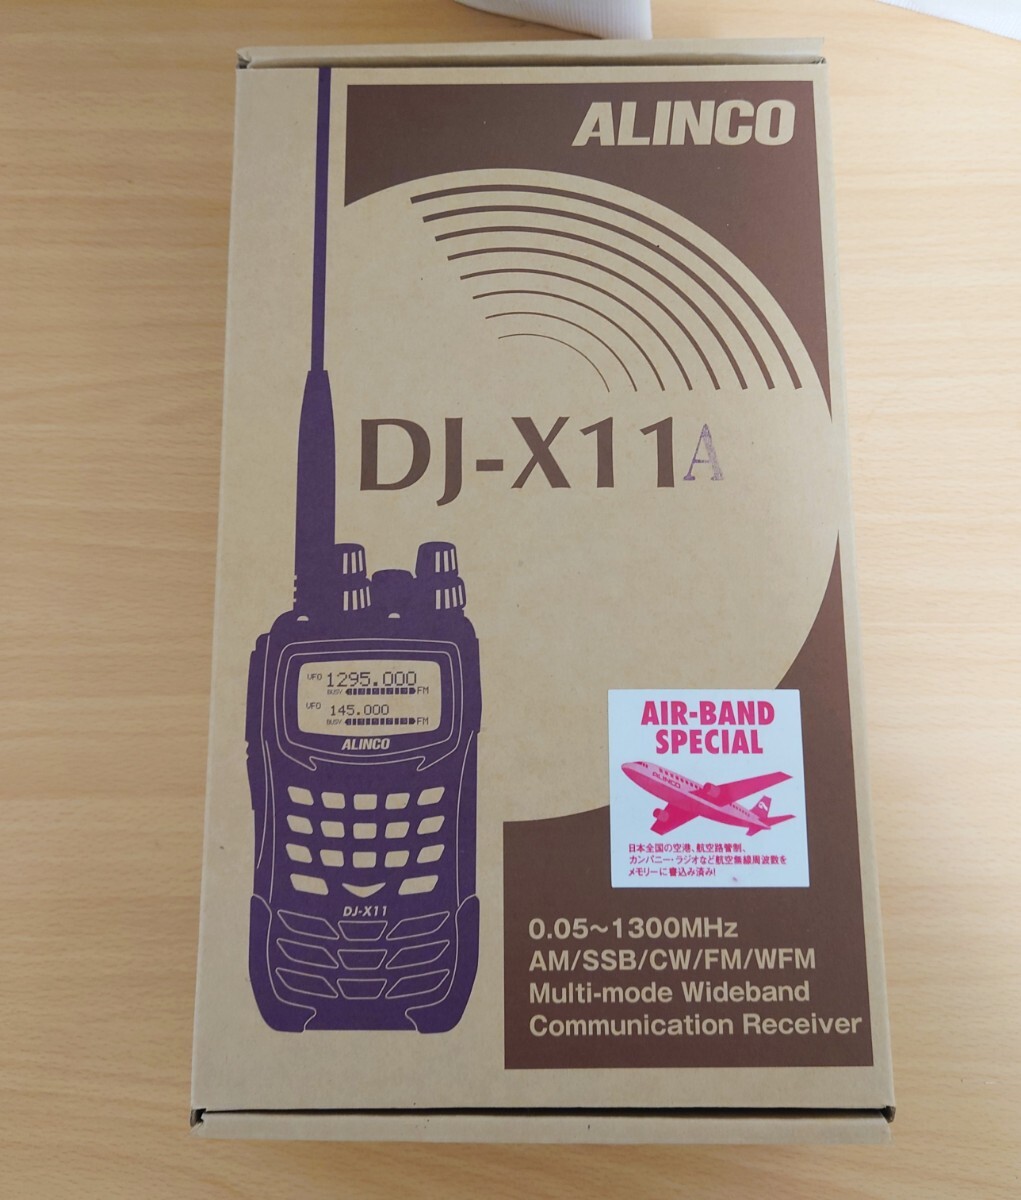 ALINCO
DJ-X11A
VFO 1295.000
BUSY FM
VFO 145.000
BUSY FM
ALINCO
DJ-X11
AIR-BAND
SPECIAL
ALINCO
日本全国の空港、航空路管制、
カンパニー・ラジオなど航空無線周波数を
メモリーに書込み済み!
0.05~1300MHz
AM/SSB/CW/FM/WFM
Multi-mode Wideband
Communication Receiver